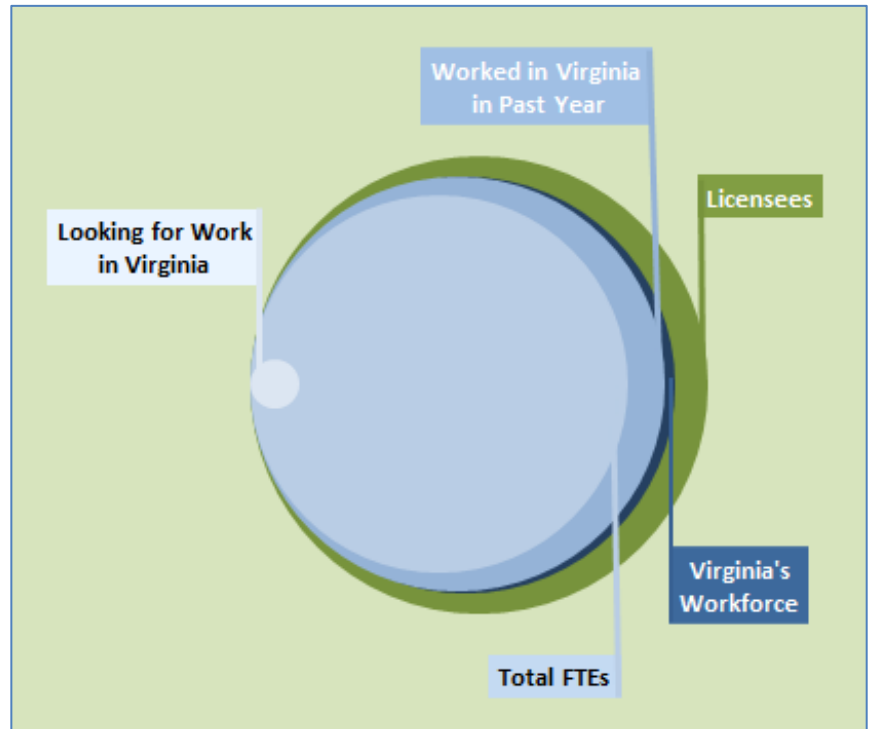 Worked in Virginia
in Past Year
Licensees
Looking for Work
in Virginia
Virginia's
Workforce
Total FTEs